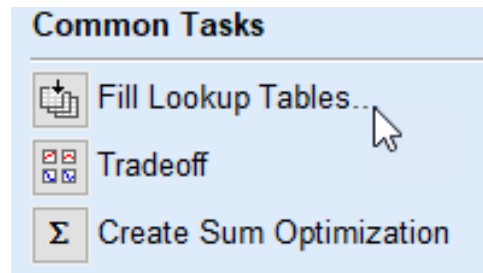 Common Tasks
Fill Lookup Tables...
Tradeoff
Σ Create Sum Optimization